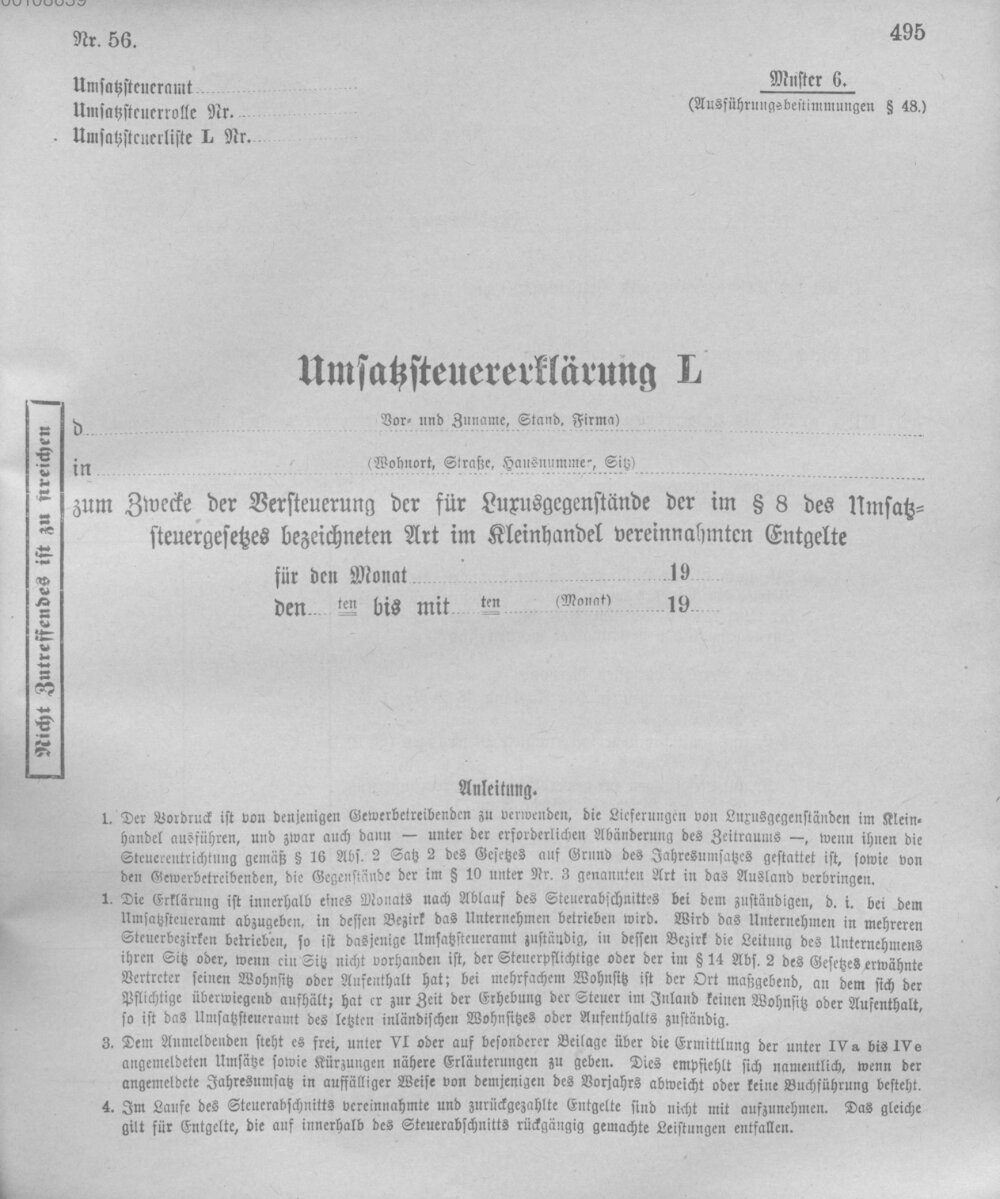 00108839
Nr. 56.
495
Umsatzsteueramt
Umsatzsteuerrolle Nr.
Umsatzsteuerliste L Nr.
Muster 6.
(Ausführungsbestimmungen § 48.)
Umsatzsteuererklärung L
d Vor- und Zuname, Stand, Firma)
in (Wohnort, Straße, Hausnummer, Sitz)
zum Zwecke der Versteuerung der für Luxusgegenstände der im § 8 des Umsatz-
steuergesetzes bezeichneten Art im Kleinhandel vereinnahmten Entgelte
für den Monat 19
den ten bis mit ten (Monat) 19
Nicht Zutreffendes ist zu streichen
Anleitung.
1. Der Vordruck ist von denjenigen Gewerbetreibenden zu verwenden, die Lieferungen von Luxusgegenständen im Klein-
handel ausführen, und zwar auch dann — unter der erforderlichen Abänderung des Zeitraums —, wenn ihnen die
Steuerentrichtung gemäß § 16 Abs. 2 Satz 2 des Gesetzes auf Grund des Jahresumsatzes gestattet ist, sowie von
den Gewerbetreibenden, die Gegenstände der im § 10 unter Nr. 3 genannten Art in das Ausland verbringen.
1. Die Erklärung ist innerhalb eines Monats nach Ablauf des Steuerabschnittes bei dem zuständigen, d. i. bei dem
Umsatzsteueramt abzugeben, in dessen Bezirk das Unternehmen betrieben wird. Wird das Unternehmen in mehreren
Steuerbezirken betrieben, so ist dasjenige Umsatzsteueramt zuständig, in dessen Bezirk die Leitung des Unternehmens
ihren Sitz oder, wenn ein Sitz nicht vorhanden ist, der Steuerpflichtige oder der im § 14 Abs. 2 des Gesetzes erwähnte
Vertreter seinen Wohnsitz oder Aufenthalt hat; bei mehrfachem Wohnsitz ist der Ort maßgebend, an dem sich der
Pflichtige überwiegend aufhält; hat er zur Zeit der Erhebung der Steuer im Inland keinen Wohnsitz oder Aufenthalt,
so ist das Umsatzsteueramt des letzten inländischen Wohnsitzes oder Aufenthalts zuständig.
3. Dem Anmeldenden steht es frei, unter VI oder auf besonderer Beilage über die Ermittlung der unter IVa bis IVe
angemeldeten Umsätze sowie Kürzungen nähere Erläuterungen zu geben. Dies empfiehlt sich namentlich, wenn der
angemeldete Jahresumsatz in auffälliger Weise von demjenigen des Vorjahrs abweicht oder keine Buchführung besteht.
4. Im Laufe des Steuerabschnitts vereinnahmte und zurückgezahlte Entgelte sind nicht mit aufzunehmen. Das gleiche
gilt für Entgelte, die auf innerhalb des Steuerabschnitts rückgängig gemachte Leistungen entfallen.